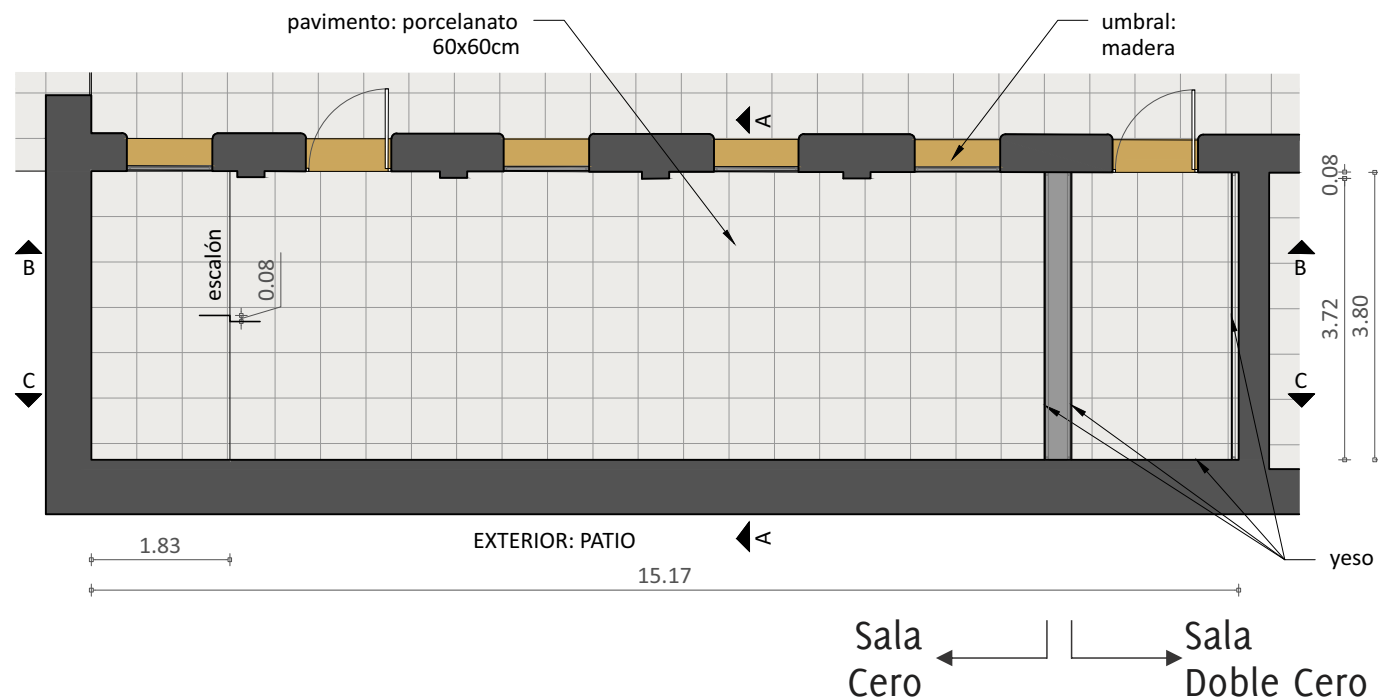 pavimento: porcelanato
60x60cm
umbral:
madera
A
0.08
B
escalón
0.08
B
3.72
3.80
C
C
EXTERIOR: PATIO
A
1.83
yeso
15.17
Sala
Cero
Sala
Doble Cero